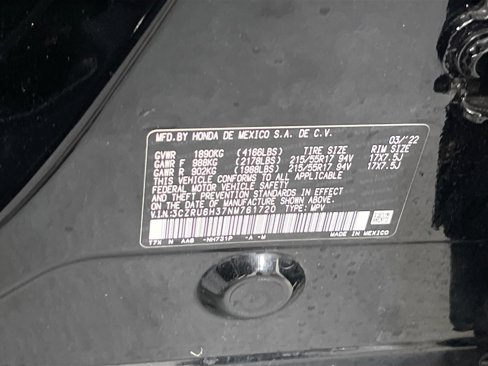 MFD.BY HONDA DE MEXICO S.A. DE C.V.
03/'22
GVWR 1890KG (4166LBS) TIRE SIZE RIM SIZE
GAWR F 988KG (2178LBS) 215/55R17 94V 17X7.5J
GAWR R 902KG (1988LBS) 215/55R17 94V 17X7.5J
THIS VEHICLE CONFORMS TO ALL APPLICABLE
FEDERAL MOTOR VEHICLE SAFETY
AND THEFT PREVENTION STANDARDS IN EFFECT
ON THE DATE OF MANUFACTURE SHOWN ABOVE.
V.I.N:3CZRU6H37NM761720 TYPE: MPV
T7X N AAB -NH731P -A -M MADE IN MEXICO